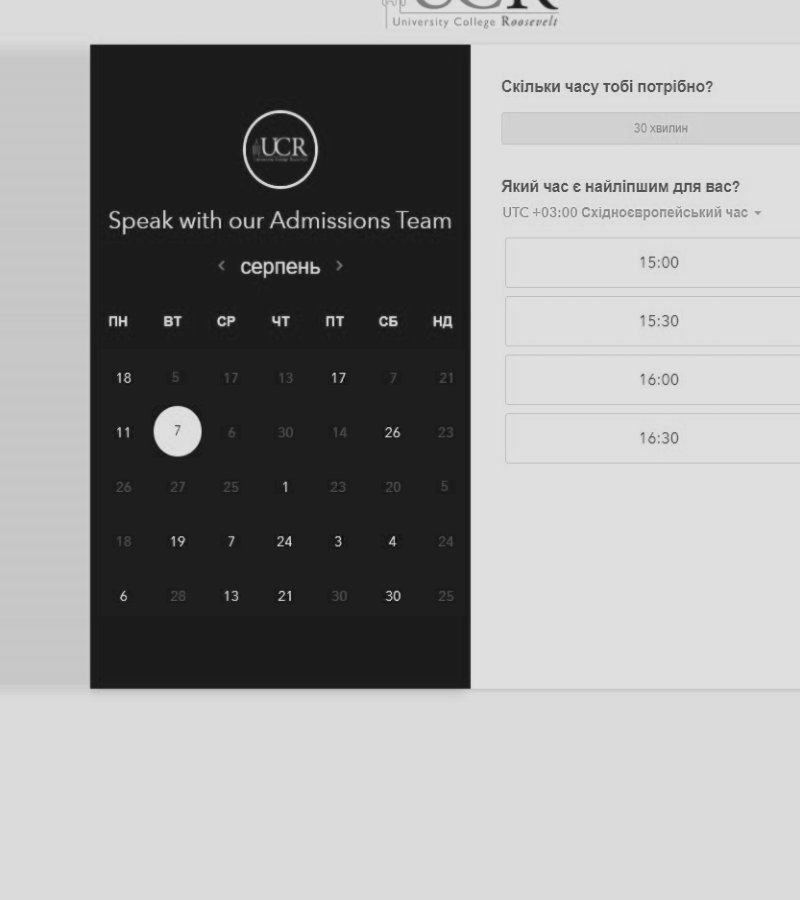 UCR
University College Roosevelt
UCR
Speak with our Admissions Team
< серпень >
ПН ВТ СР ЧТ ПТ СБ НД
18 5 17 13 17 7 21
11 7 6 30 14 26 23
26 27 25 1 23 20 5
18 19 7 24 3 4 24
6 28 13 21 30 30 25
Скільки часу тобі потрібно?
30 хвилин
Який час є найліпшим для вас?
UTC +03:00 Східноєвропейський час
15:00
15:30
16:00
16:30